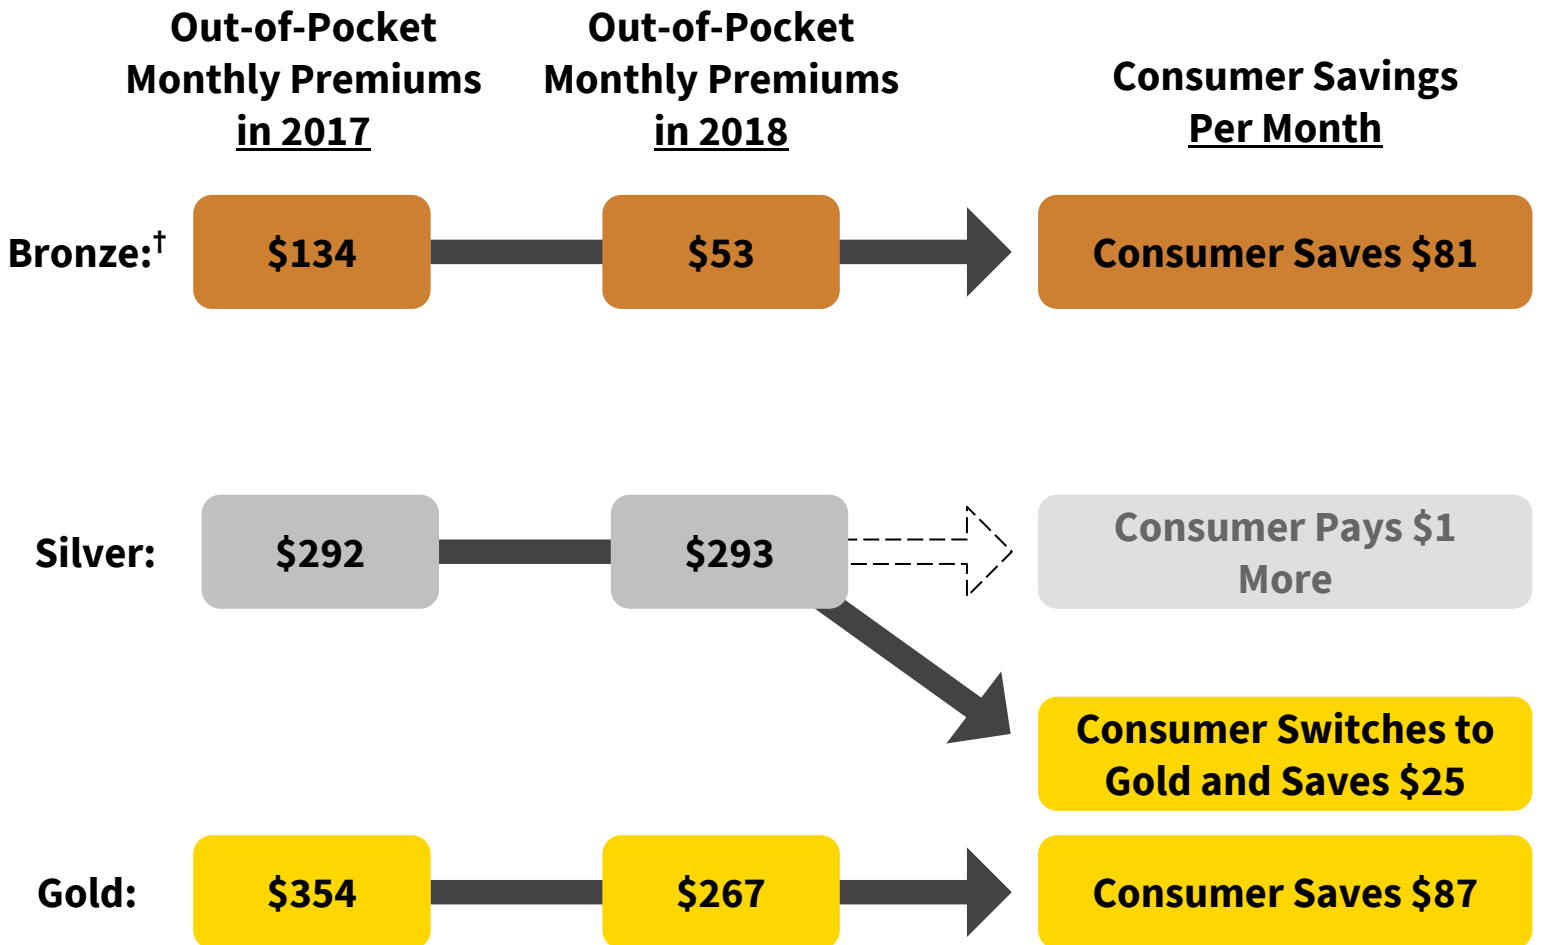 Out-of-Pocket
Monthly Premiums
in 2017
Out-of-Pocket
Monthly Premiums
in 2018
Consumer Savings
Per Month
Bronze:†
$134
$53
Consumer Saves $81
Silver:
$292
$293
Consumer Pays $1
More
Consumer Switches to
Gold and Saves $25
Gold:
$354
$267
Consumer Saves $87